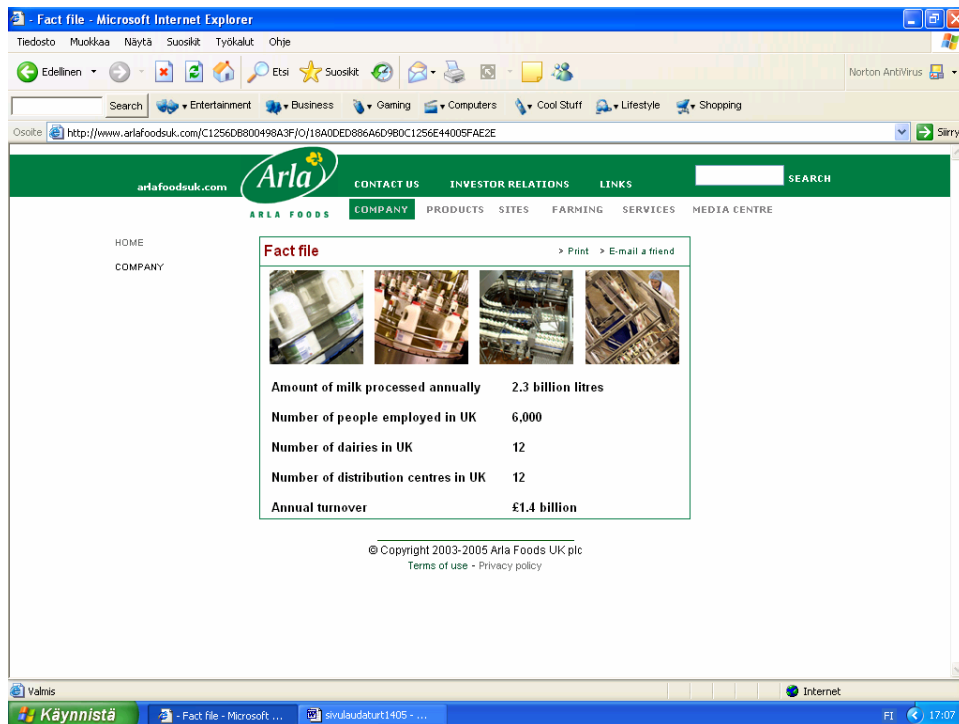 - Fact file - Microsoft Internet Explorer
Tiedosto Muokkaa Näytä Suosikit Työkalut Ohje
Edellinen Etsi Suosikit Norton AntiVirus
Search Entertainment Business Gaming Computers Cool Stuff Lifestyle Shopping
Osoite http://www.arlafoodsuk.com/C1256DB800498A3F/O/18A0DED886A6D9B0C1256E44005FAE2E Siirry
arlafoodsuk.com Arla CONTACT US INVESTOR RELATIONS LINKS SEARCH
ARLA FOODS COMPANY PRODUCTS SITES FARMING SERVICES MEDIA CENTRE
HOME
COMPANY
Fact file > Print > E-mail a friend
Amount of milk processed annually 2.3 billion litres
Number of people employed in UK 6,000
Number of dairies in UK 12
Number of distribution centres in UK 12
Annual turnover £1.4 billion
© Copyright 2003-2005 Arla Foods UK plc
Terms of use - Privacy policy
Valmis Internet
Käynnistä - Fact file - Microsoft ... sivulaudaturt1405 - ... FI 17:07